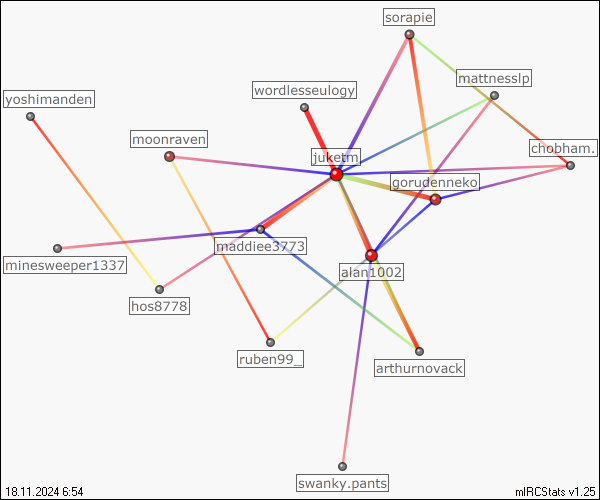 sorapie
mattnesslp
wordlesseulogy
yoshimanden
moonraven
chobham.
juketm
gorudenneko
maddiee3773
minesweeper1337
alan1002
hos8778
ruben99_
arthurnovack
swanky.pants
18.11.2024 6:54
mIRCStats v1.25